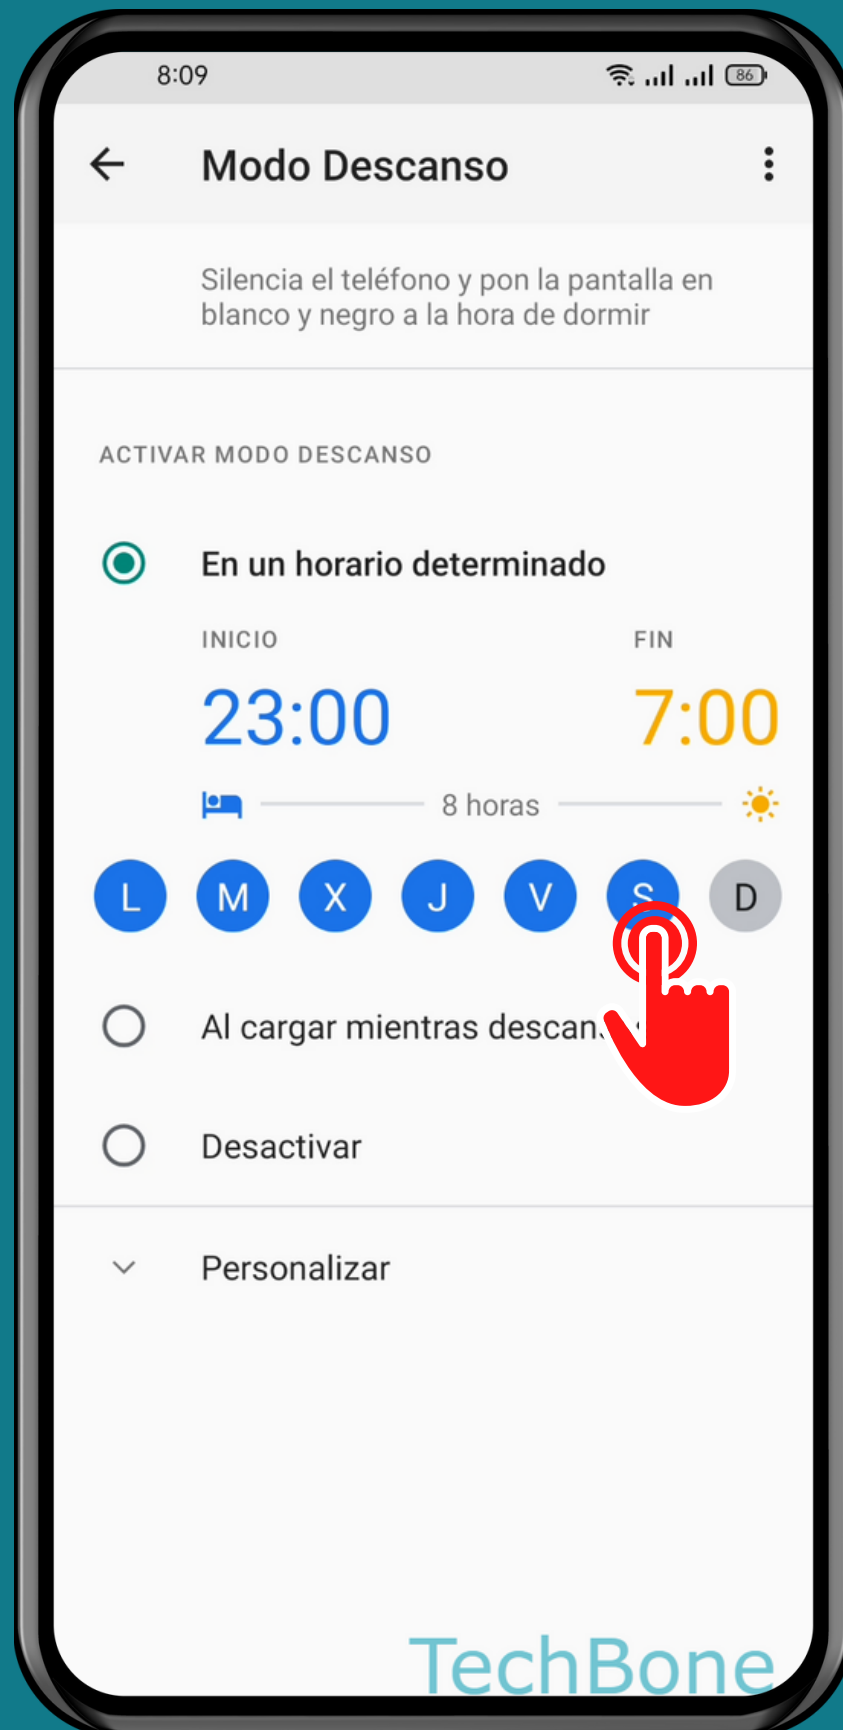 8:09 86
Modo Descanso
Silencia el teléfono y pon la pantalla en
blanco y negro a la hora de dormir
ACTIVAR MODO DESCANSO
En un horario determinado
INICIO FIN
23:00 7:00
8 horas
L M X J V S D
Al cargar mientras
Desactivar
Personalizar
TechBone